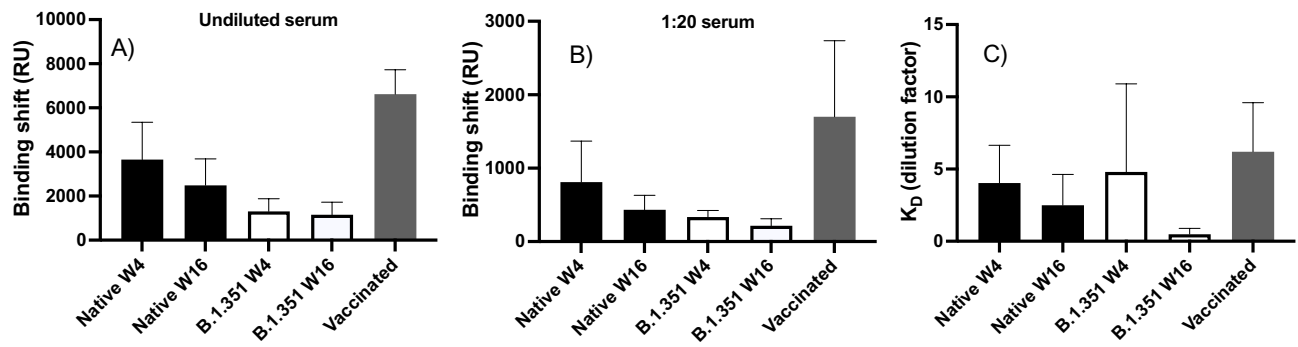 Undiluted serum
A)
Binding shift (RU)
10000
8000
6000
4000
2000
0
Native W4
Native W16
B.1.351 W4
B.1.351 W16
Vaccinated
1:20 serum
B)
Binding shift (RU)
3000
2000
1000
0
Native W4
Native W16
B.1.351 W4
B.1.351 W16
Vaccinated
C)
KD (dilution factor)
15
10
5
0
Native W4
Native W16
B.1.351 W4
B.1.351 W16
Vaccinated